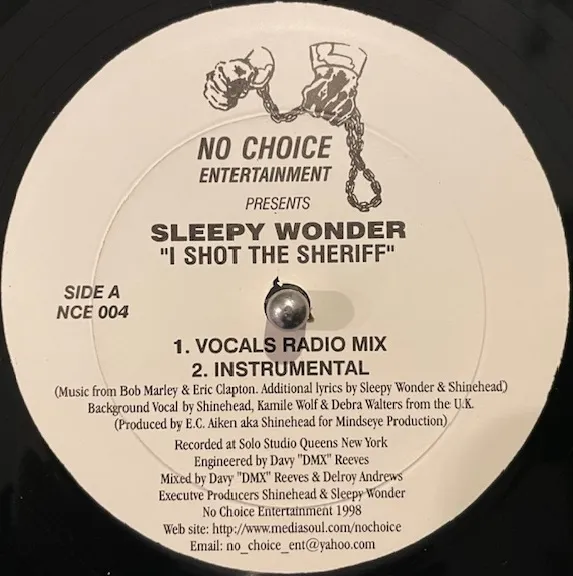 NO CHOICE
ENTERTAINMENT
PRESENTS
SLEEPY WONDER
"I SHOT THE SHERIFF"
SIDE A
NCE 004
1. VOCALS RADIO MIX
2. INSTRUMENTAL
(Music from Bob Marley & Eric Clapton. Additional lyrics by Sleepy Wonder & Shinehead)
Background Vocal by Shinehead, Kamile Wolf & Debra Walters from the U.K.
(Produced by E.C. Aiken aka Shinehead for Mindseye Production)
Recorded at Solo Studio Queens New York
Engineered by Davy "DMX" Reeves
Mixed by Davy "DMX" Reeves & Delroy Andrews
Executve Producers Shinehead & Sleepy Wonder
No Choice Entertainment 1998
Web site: http://www.mediasoul.com/nochoice
Email: no_choice_ent@yahoo.com